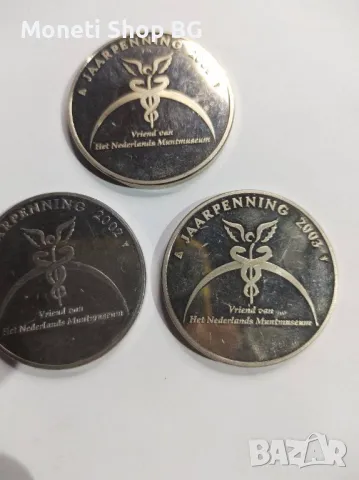 Moneti Shop BG
JAARPENNING
Vriend van
Het Nederlands Muntmuseum
JAARPENNING 2002
Vriend van
Het Nederlands Muntmuseum
JAARPENNING 2003
Vriend van
Het Nederlands Muntmuseum
bazar